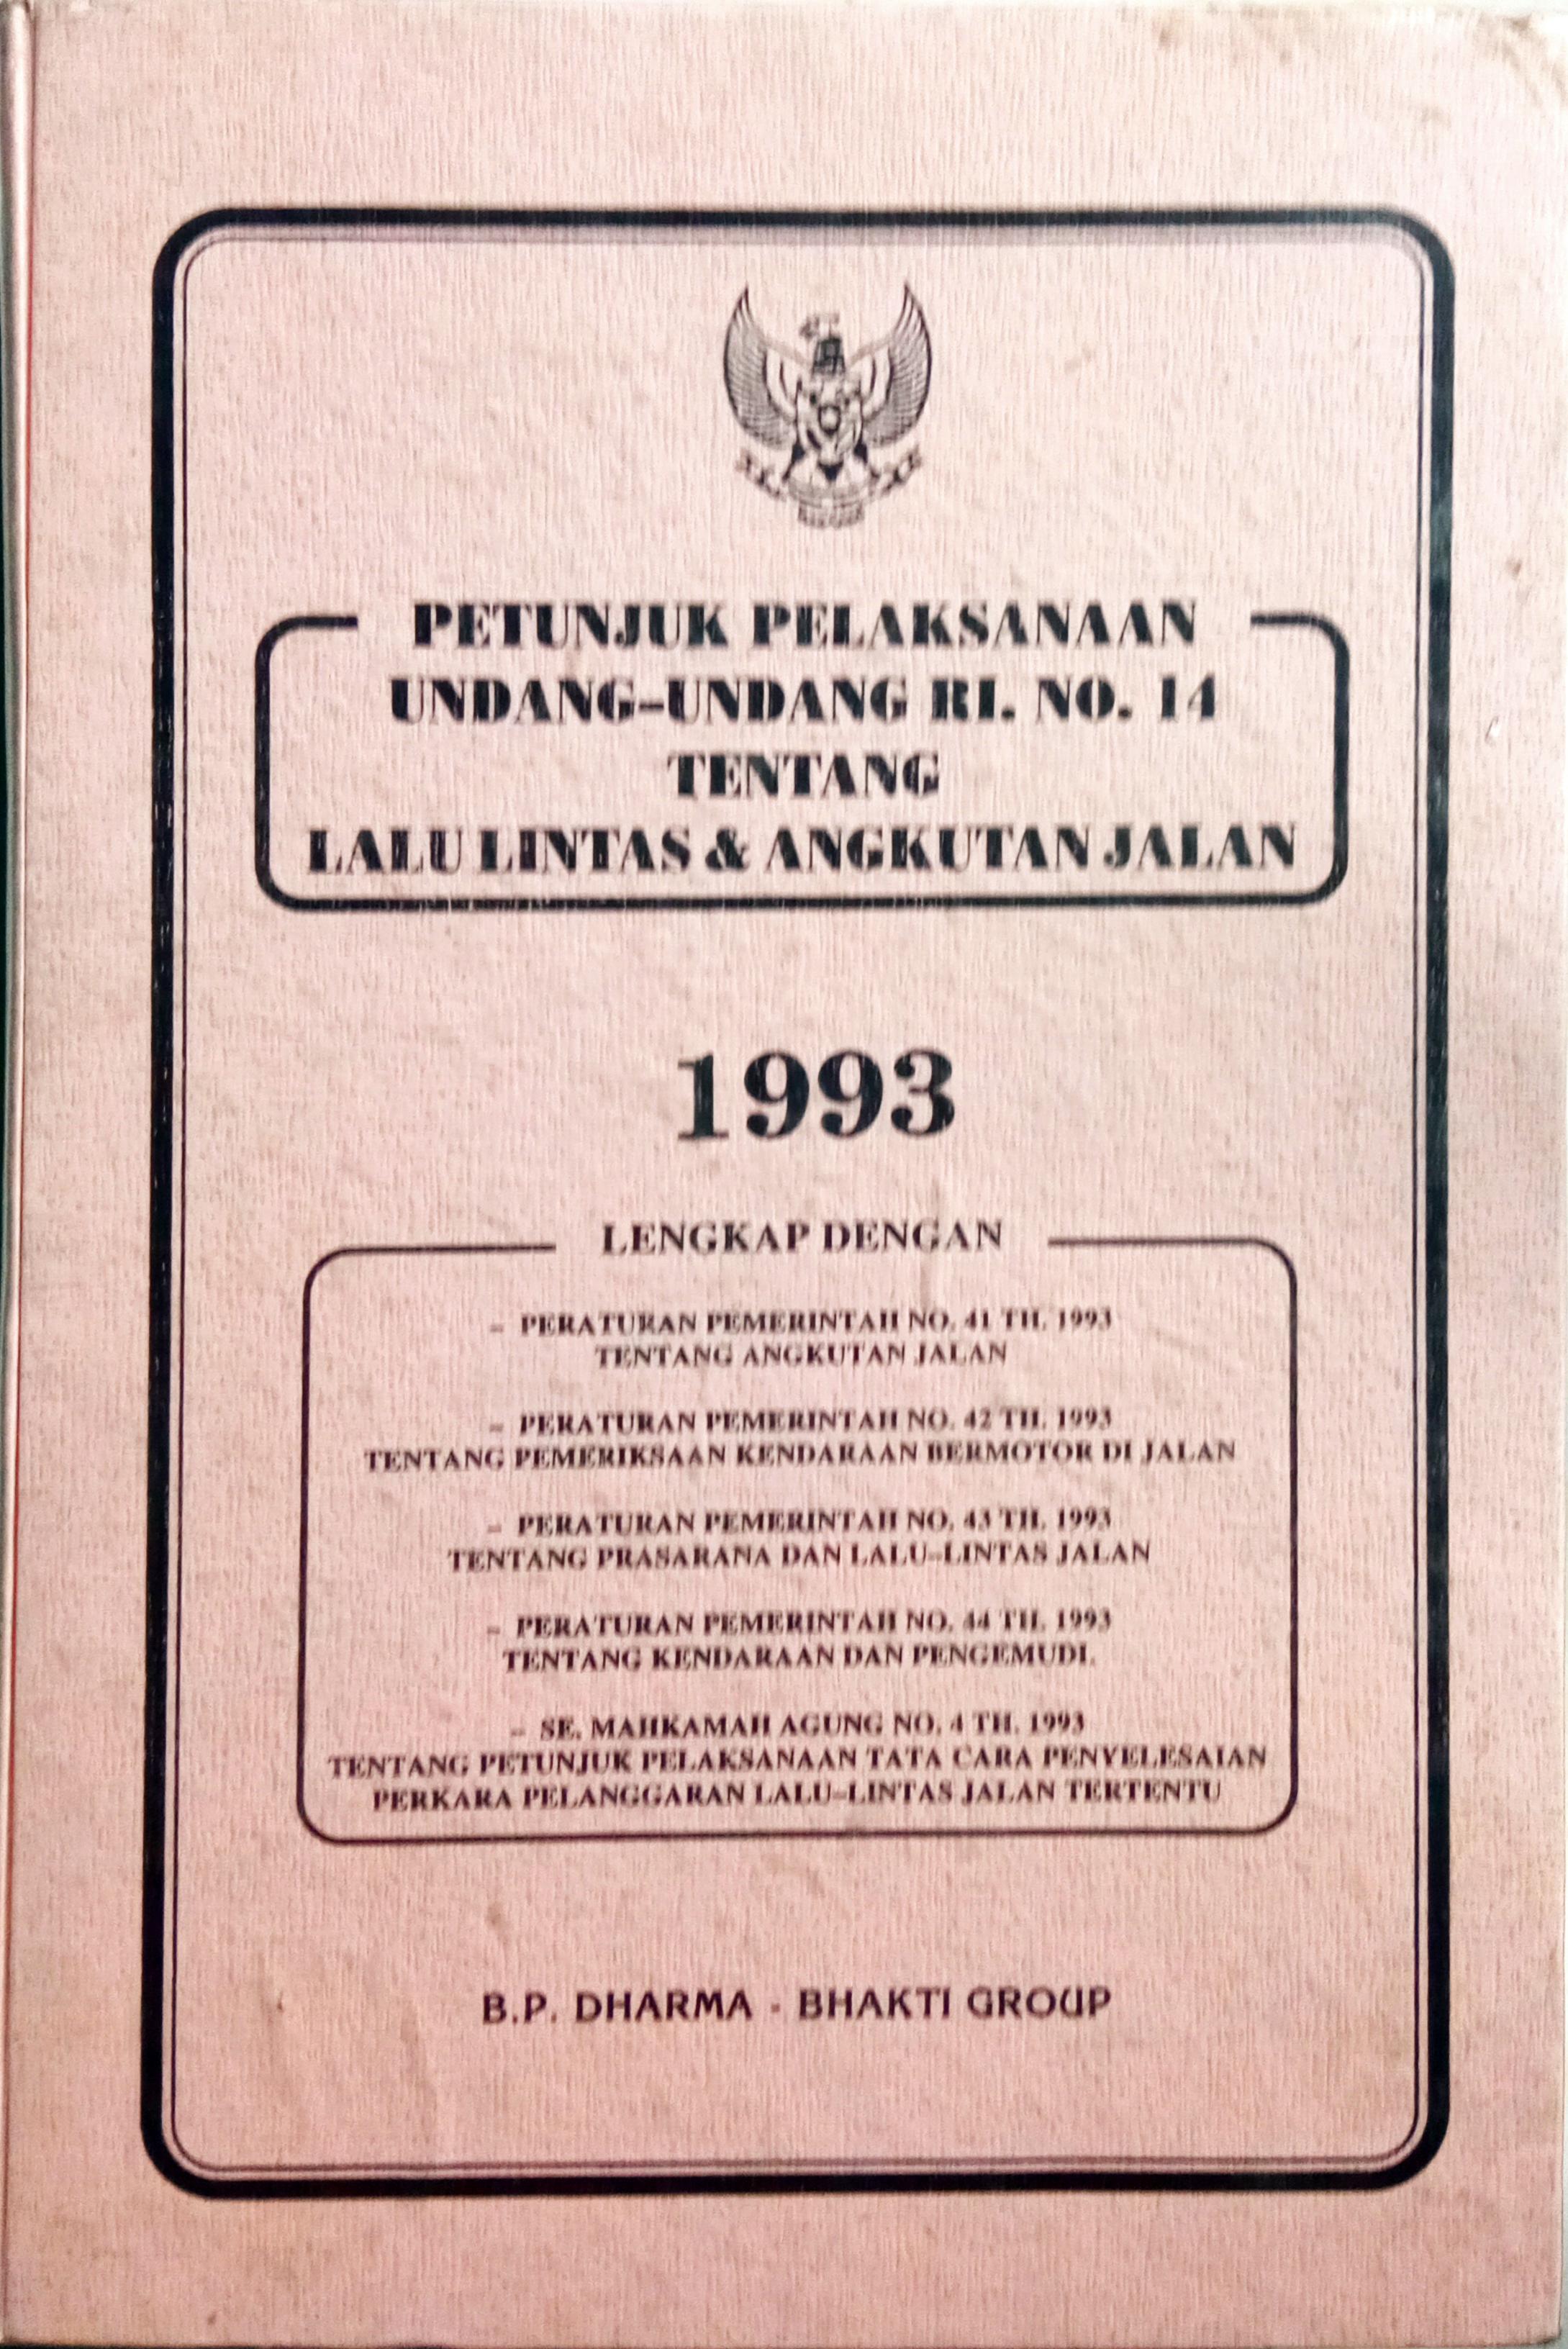 PETUNJUK PELAKSANAAN
UNDANG-UNDANG RI. NO. 14
TENTANG
LALU LINTAS & ANGKUTAN JALAN
1993
LENGKAP DENGAN
- PERATURAN PEMERINTAH NO. 41 TH. 1993
TENTANG ANGKUTAN JALAN
- PERATURAN PEMERINTAH NO. 42 TH. 1993
TENTANG PEMERIKSAAN KENDARAAN BERMOTOR DI JALAN
- PERATURAN PEMERINTAH NO. 43 TH. 1993
TENTANG PRASARANA DAN LALU-LINTAS JALAN
- PERATURAN PEMERINTAH NO. 44 TH. 1993
TENTANG KENDARAAN DAN PENGEMUDI.
- SE. MAHKAMAH AGUNG NO. 4 TH. 1993
TENTANG PETUNJUK PELAKSANAAN TATA CARA PENYELESAIAN
PERKARA PELANGGARAN LALU-LINTAS JALAN TERTENTU
B.P. DHARMA - BHAKTI GROUP